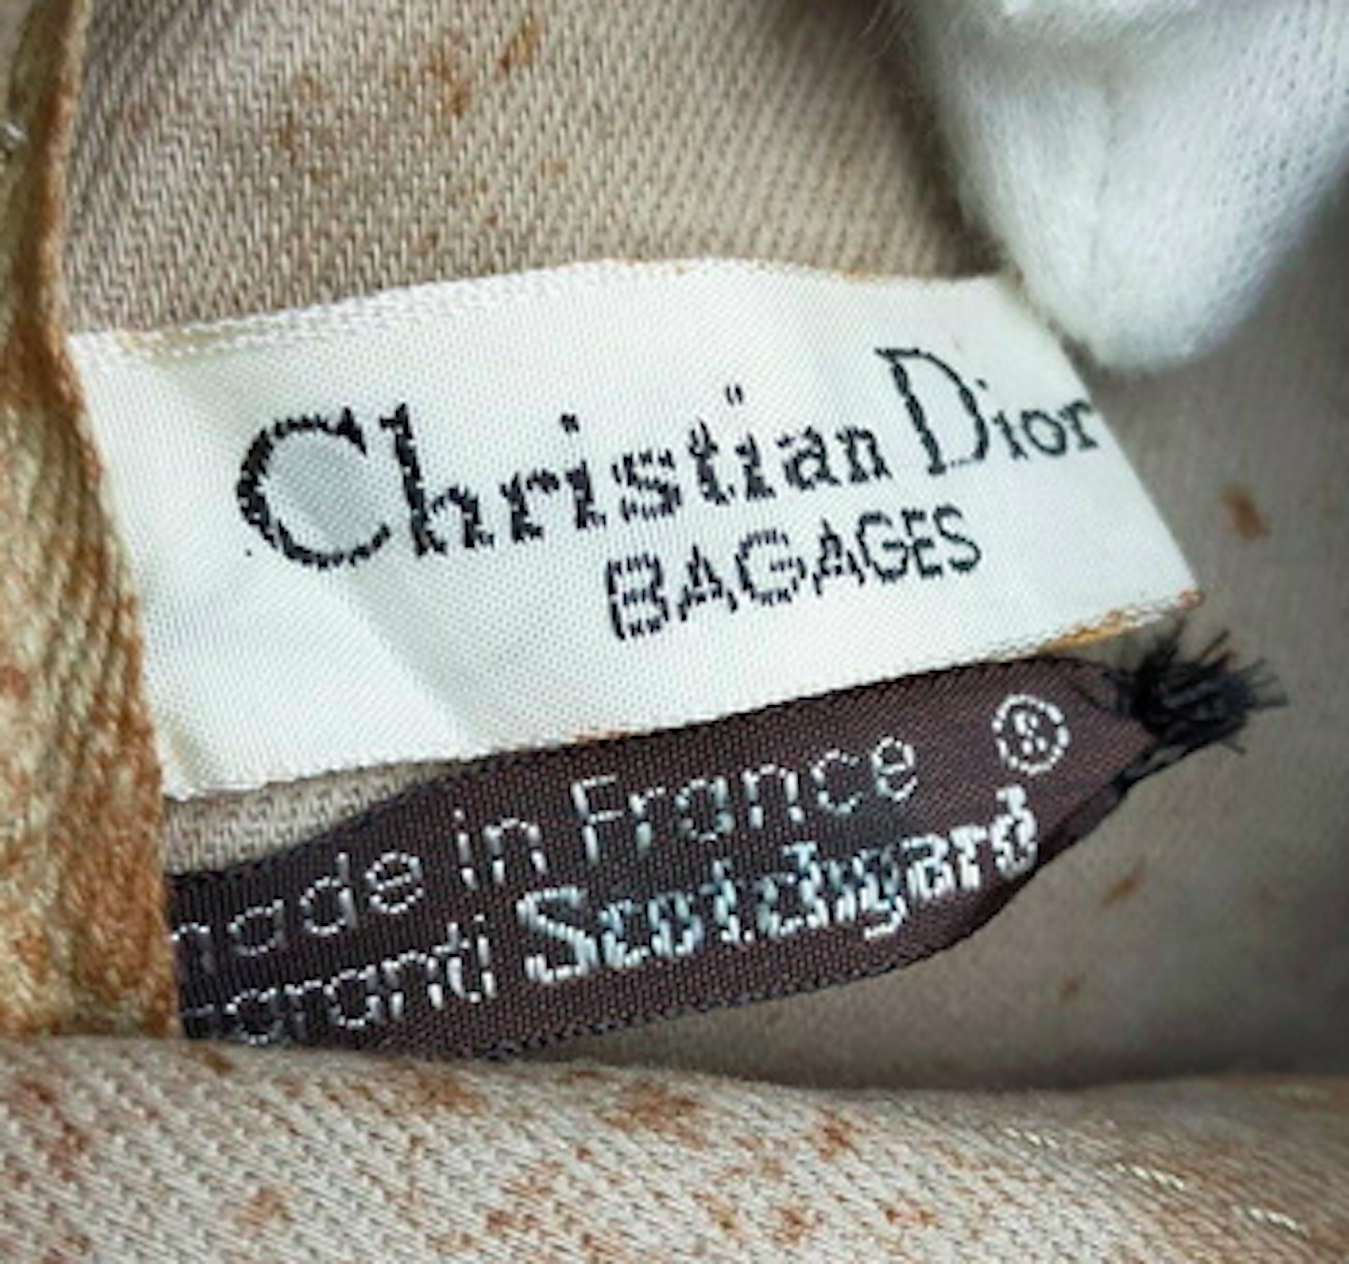 Christian Dior
BAGAGES
made in France ®
garanti Scotchgard